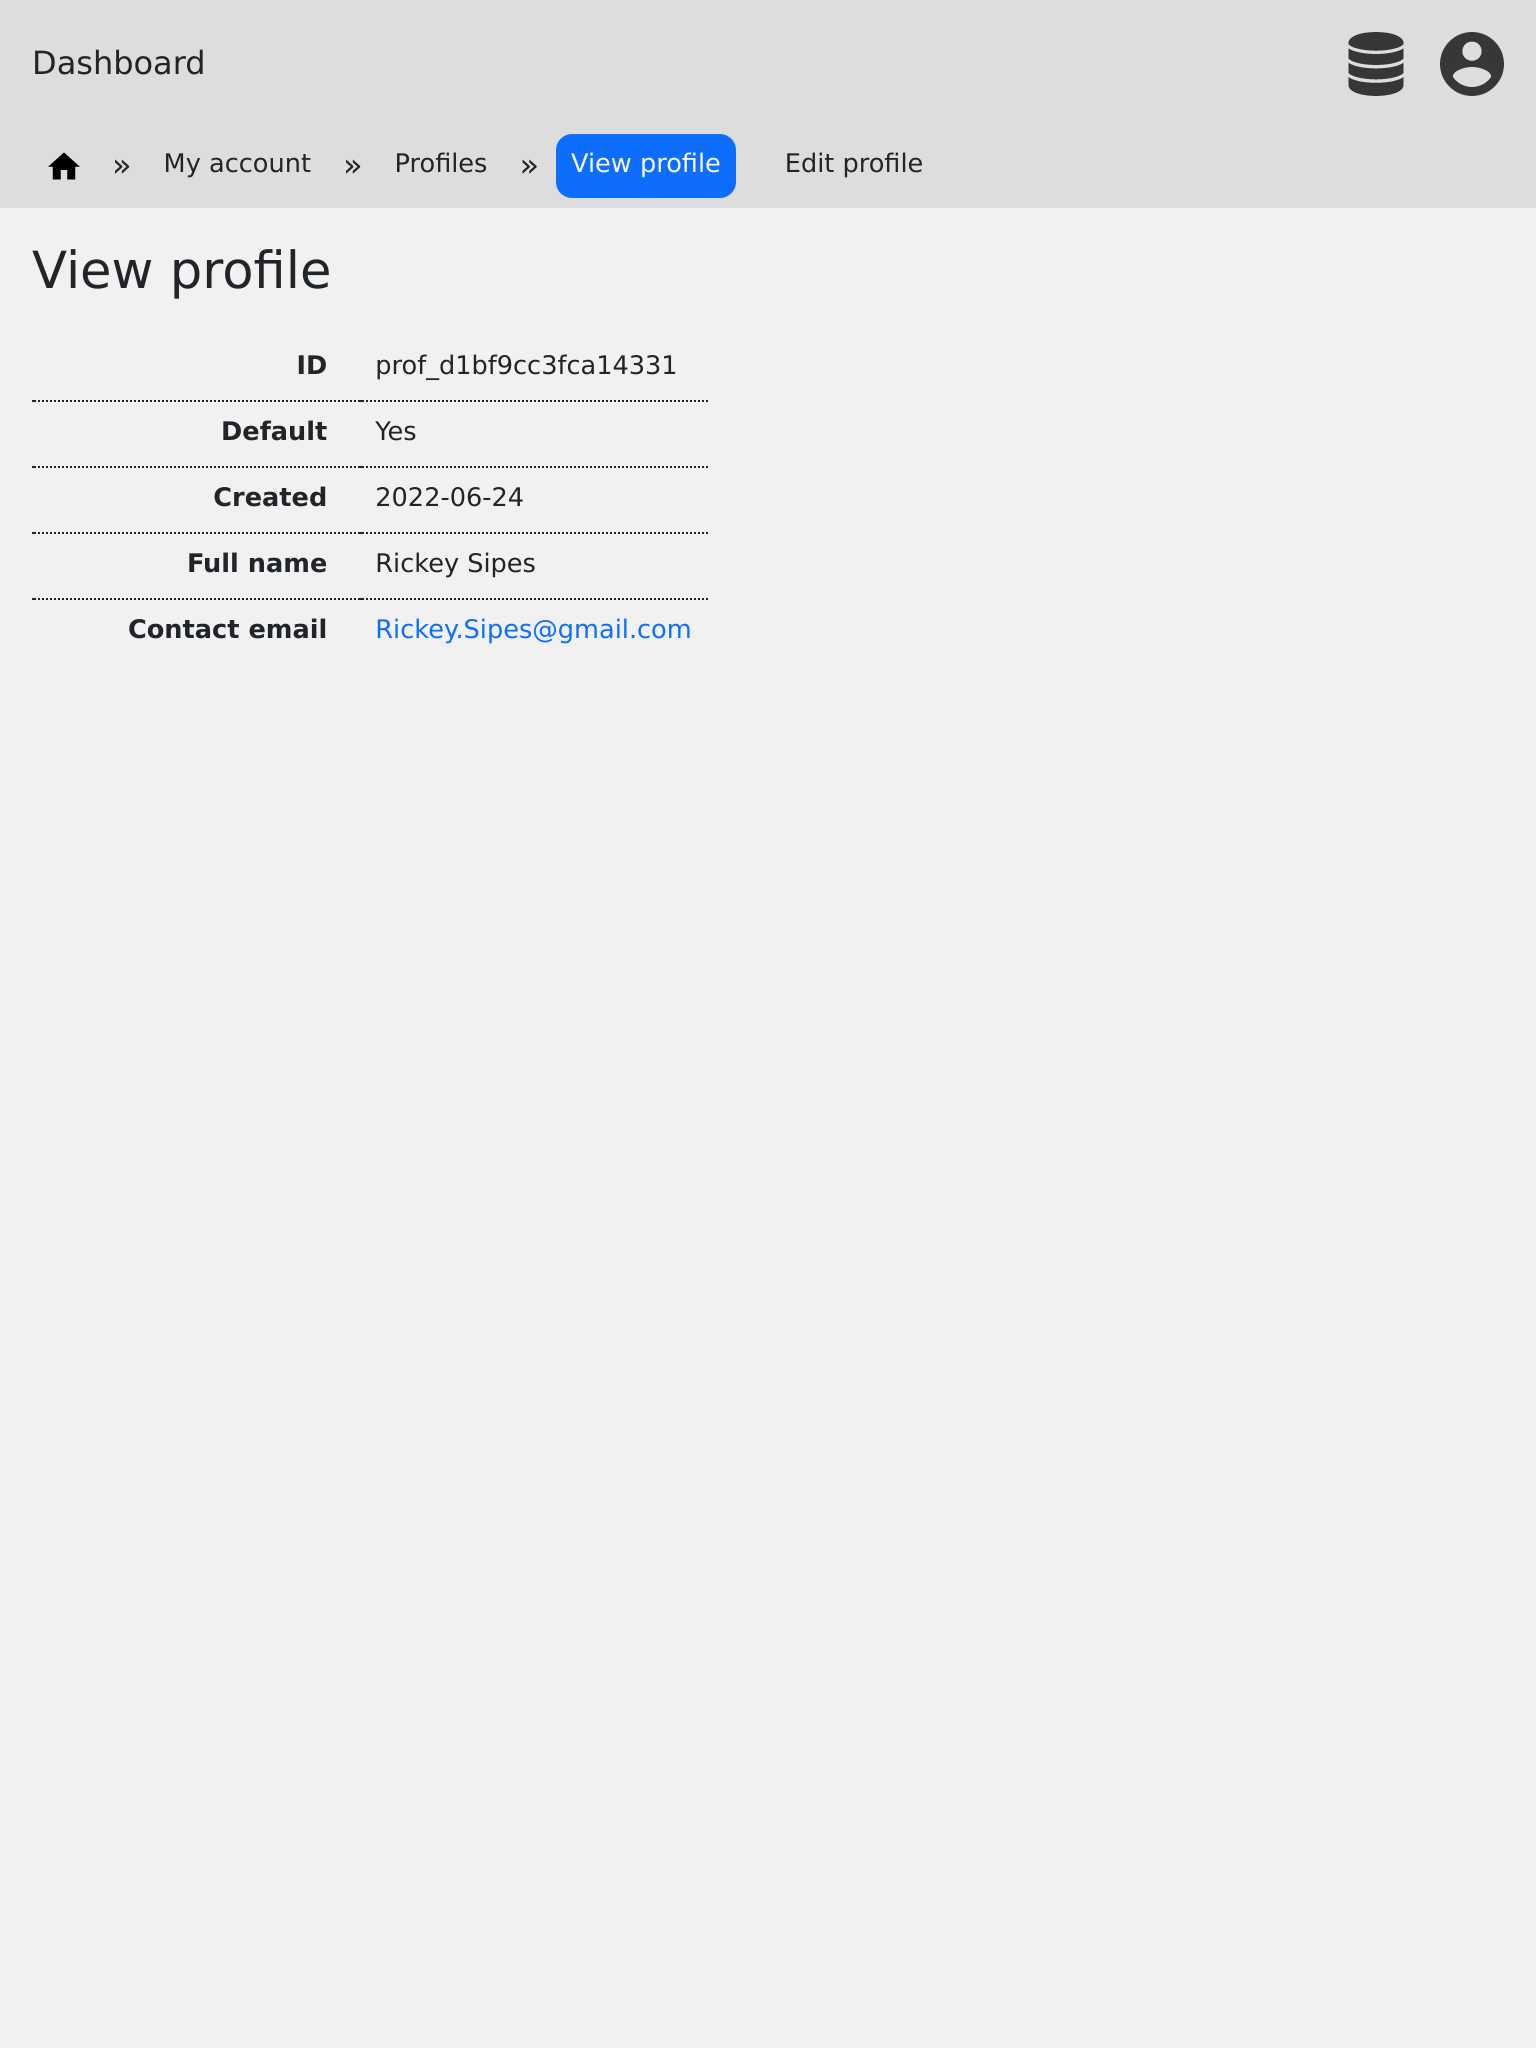 Dashboard
» My account » Profiles » View profile Edit profile
View profile
ID prof_d1bf9cc3fca14331
Default Yes
Created 2022-06-24
Full name Rickey Sipes
Contact email Rickey.Sipes@gmail.com